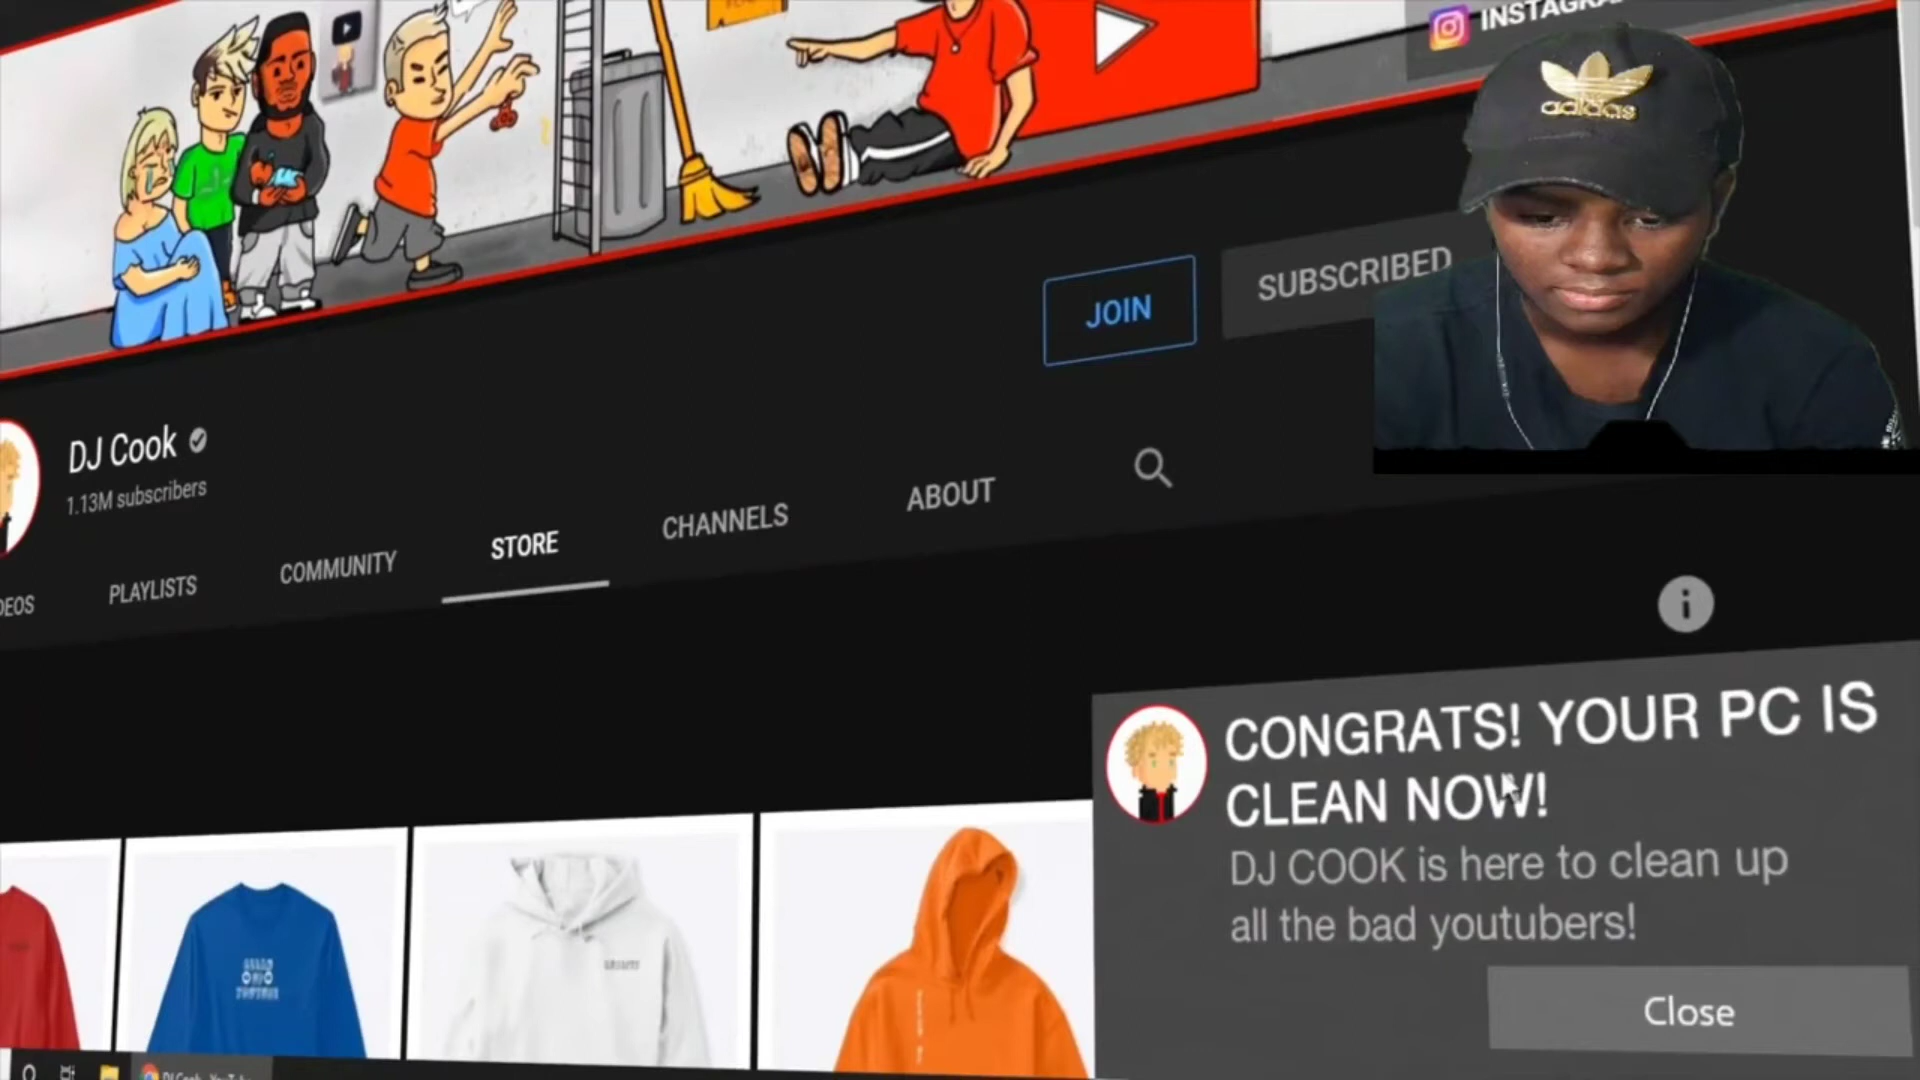 INSTAGRA
adidas
JOIN
SUBSCRIBED
DJ Cook
1.13M subscribers
DEOS
PLAYLISTS
COMMUNITY
STORE
CHANNELS
ABOUT
CONGRATS! YOUR PC IS
CLEAN NOW!
DJ COOK is here to clean up
all the bad youtubers!
Close